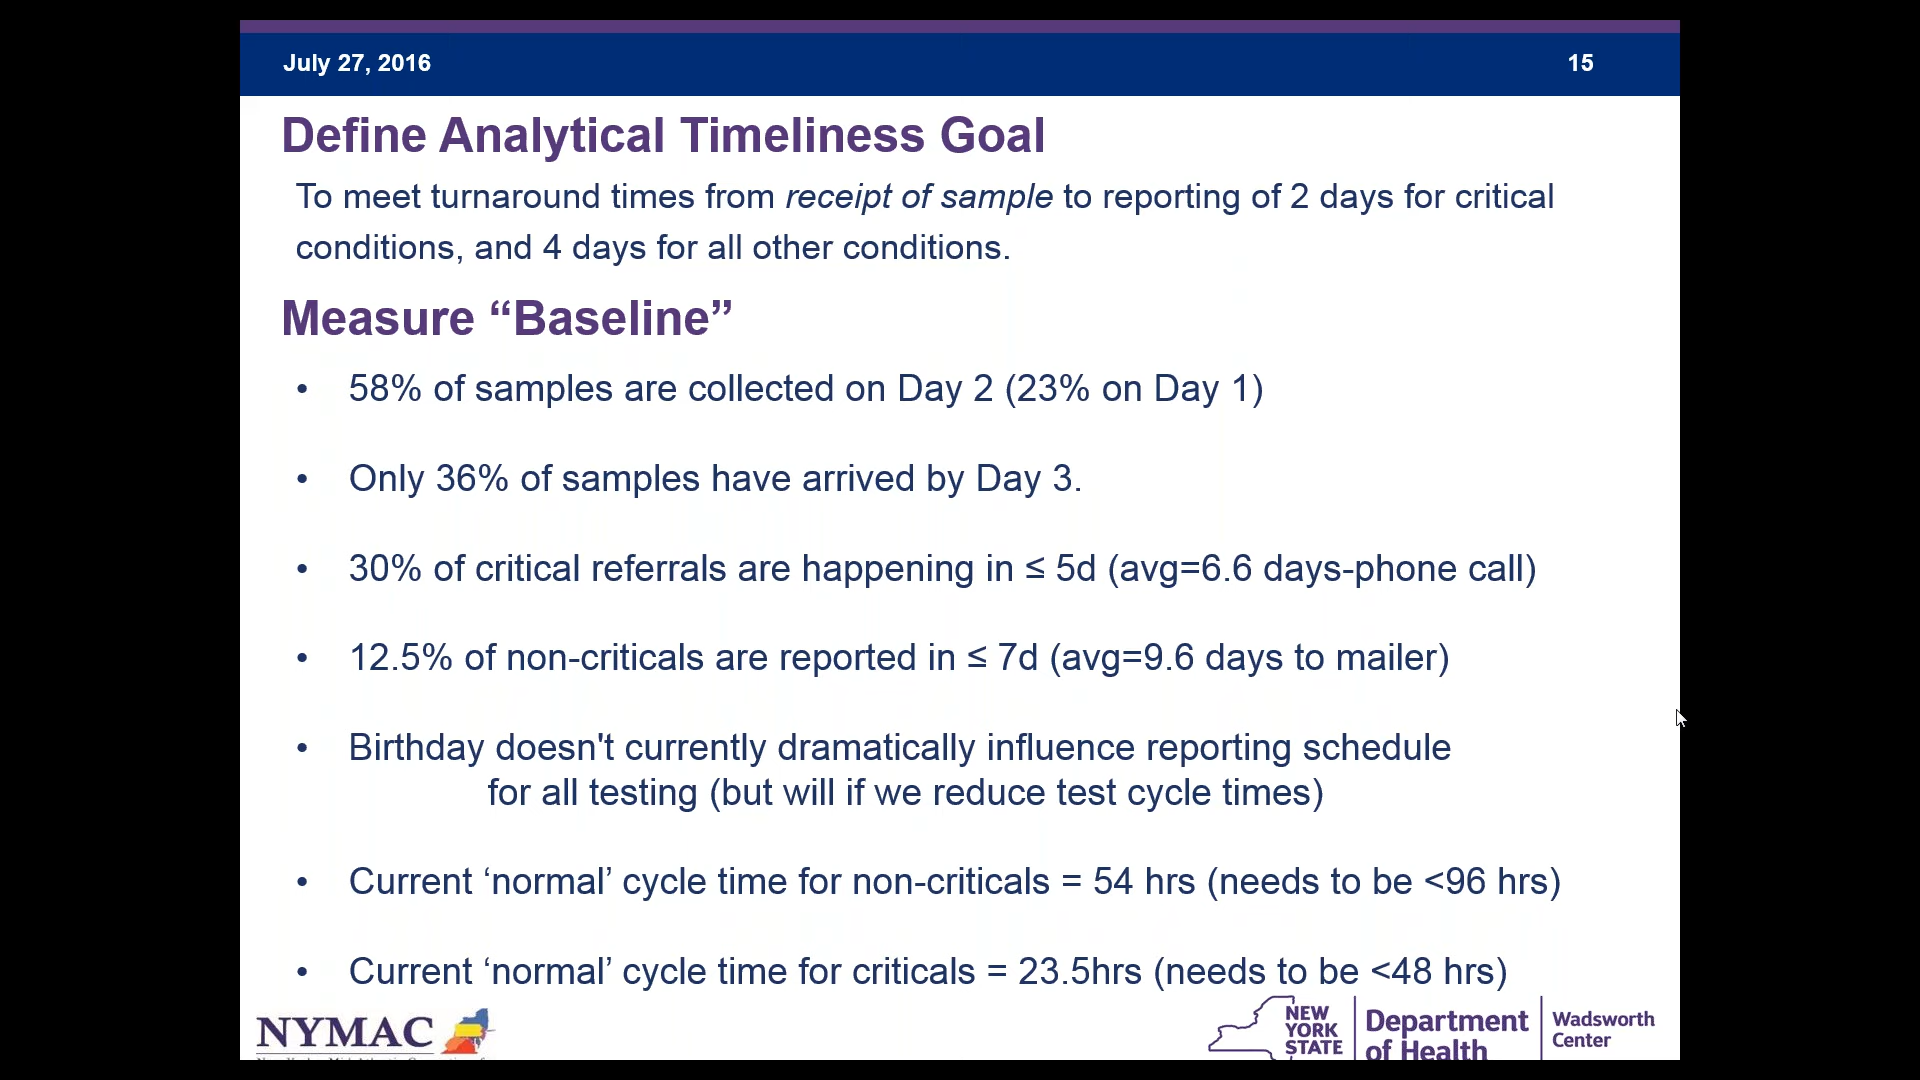 July 27, 2016
15
Define Analytical Timeliness Goal
To meet turnaround times from receipt of sample to reporting of 2 days for critical
conditions, and 4 days for all other conditions.
Measure “Baseline”
• 58% of samples are collected on Day 2 (23% on Day 1)
• Only 36% of samples have arrived by Day 3.
• 30% of critical referrals are happening in ≤ 5d (avg=6.6 days-phone call)
• 12.5% of non-criticals are reported in ≤ 7d (avg=9.6 days to mailer)
• Birthday doesn't currently dramatically influence reporting schedule
for all testing (but will if we reduce test cycle times)
• Current ‘normal’ cycle time for non-criticals = 54 hrs (needs to be <96 hrs)
• Current ‘normal’ cycle time for criticals = 23.5hrs (needs to be <48 hrs)
NYMAC
NEW
YORK
STATE
Department
of Health
Wadsworth
Center